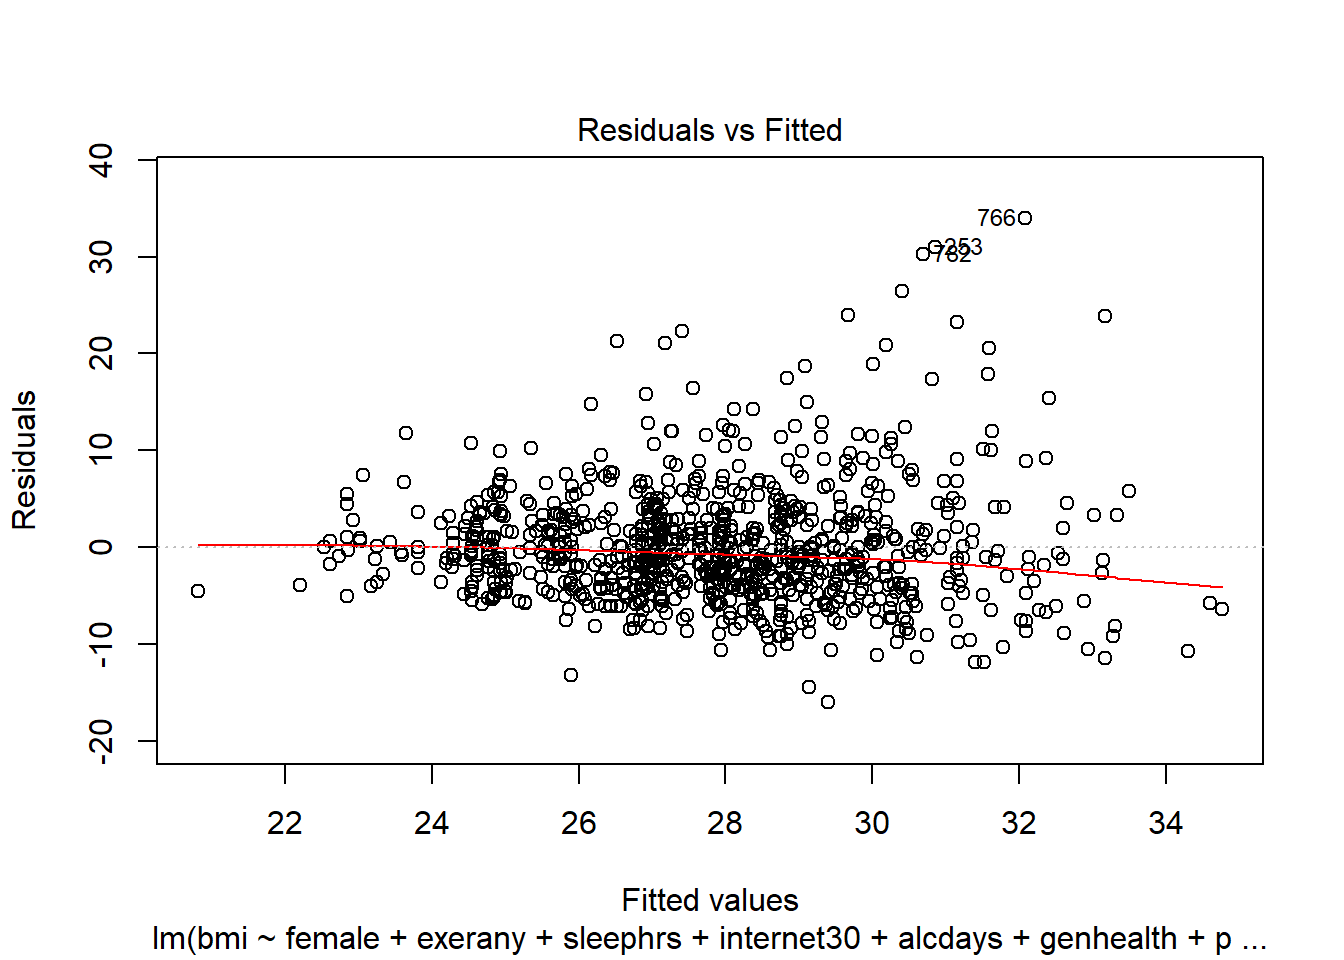 Residuals vs Fitted
40
30
20
10
0
-10
-20
Residuals
766
253
782
22 24 26 28 30 32 34
Fitted values
lm(bmi ~ female + exerany + sleephrs + internet30 + alcdays + genhealth + p ...